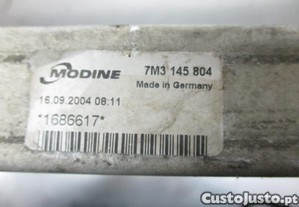 MODINE 7M3 145 804
Made in Germany
16.09.2004 08:11
*1686617*
CustoJusto.pt